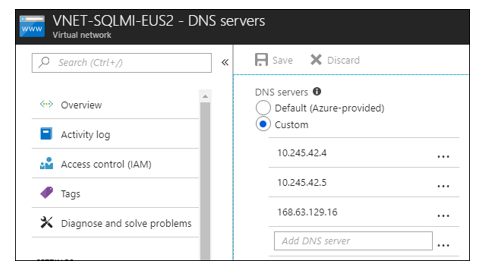 www
VNET-SQLMI-EUS2 - DNS servers
Virtual network
Search (Ctrl+/)
«
Overview
Activity log
Access control (IAM)
Tags
Diagnose and solve problems
Save
Discard
DNS servers
Default (Azure-provided)
Custom
10.245.42.4 ...
10.245.42.5 ...
168.63.129.16 ...
Add DNS server ...